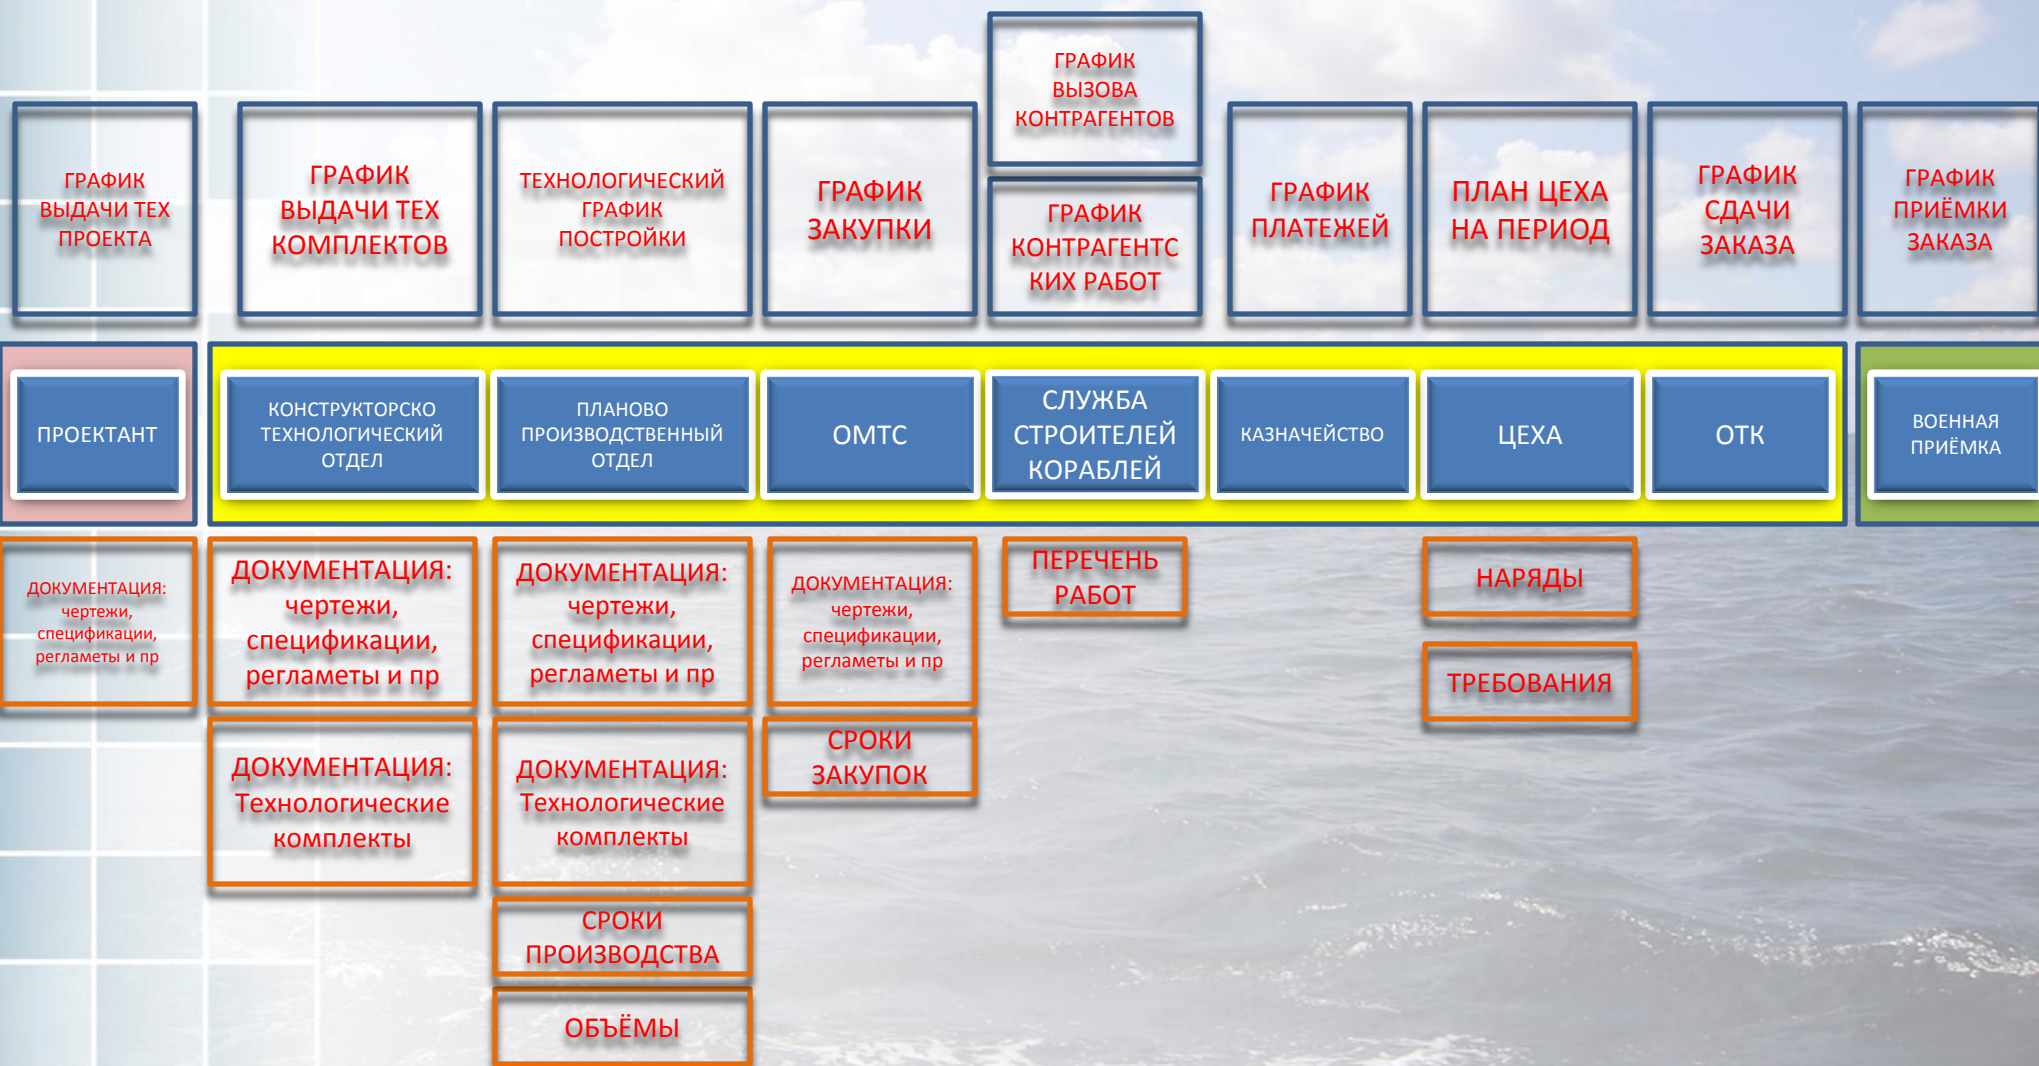 ГРАФИК
ВЫЗОВА
КОНТРАГЕНТОВ
ГРАФИК
ВЫДАЧИ ТЕХ
ПРОЕКТА
ГРАФИК
ВЫДАЧИ ТЕХ
КОМПЛЕКТОВ
ТЕХНОЛОГИЧЕСКИЙ
ГРАФИК
ПОСТРОЙКИ
ГРАФИК
ЗАКУПКИ
ГРАФИК
КОНТРАГЕНТС
КИХ РАБОТ
ГРАФИК
ПЛАТЕЖЕЙ
ПЛАН ЦЕХА
НА ПЕРИОД
ГРАФИК
СДАЧИ
ЗАКАЗА
ГРАФИК
ПРИЁМКИ
ЗАКАЗА
ПРОЕКТАНТ
КОНСТРУКТОРСКО
ТЕХНОЛОГИЧЕСКИЙ
ОТДЕЛ
ПЛАНОВО
ПРОИЗВОДСТВЕННЫЙ
ОТДЕЛ
ОМТС
СЛУЖБА
СТРОИТЕЛЕЙ
КОРАБЛЕЙ
КАЗНАЧЕЙСТВО
ЦЕХА
ОТК
ВОЕННАЯ
ПРИЁМКА
ДОКУМЕНТАЦИЯ:
чертежи,
спецификации,
регламеты и пр
ДОКУМЕНТАЦИЯ:
чертежи,
спецификации,
регламеты и пр
ДОКУМЕНТАЦИЯ:
чертежи,
спецификации,
регламеты и пр
ДОКУМЕНТАЦИЯ:
чертежи,
спецификации,
регламеты и пр
ПЕРЕЧЕНЬ
РАБОТ
НАРЯДЫ
ТРЕБОВАНИЯ
ДОКУМЕНТАЦИЯ:
Технологические
комплекты
ДОКУМЕНТАЦИЯ:
Технологические
комплекты
СРОКИ
ЗАКУПОК
СРОКИ
ПРОИЗВОДСТВА
ОБЪЁМЫ